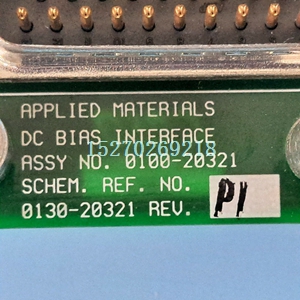 APPLIED MATERIALS
DC BIAS INTERFACE
ASSY NO. 0100-20321
15270269218
SCHEM. REF. NO.
0130-20321 REV. P1